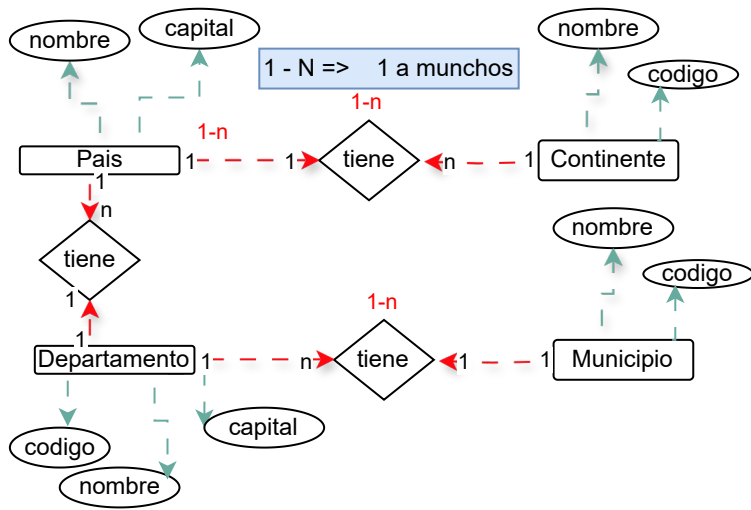 nombre
capital
1 - N => 1 a munchos
nombre
codigo
1-n
1-n
Pais
1
1
tiene
n
1
Continente
1
n
tiene
1
1
nombre
codigo
1-n
Departamento
1
n
tiene
1
1
Municipio
codigo
nombre
capital